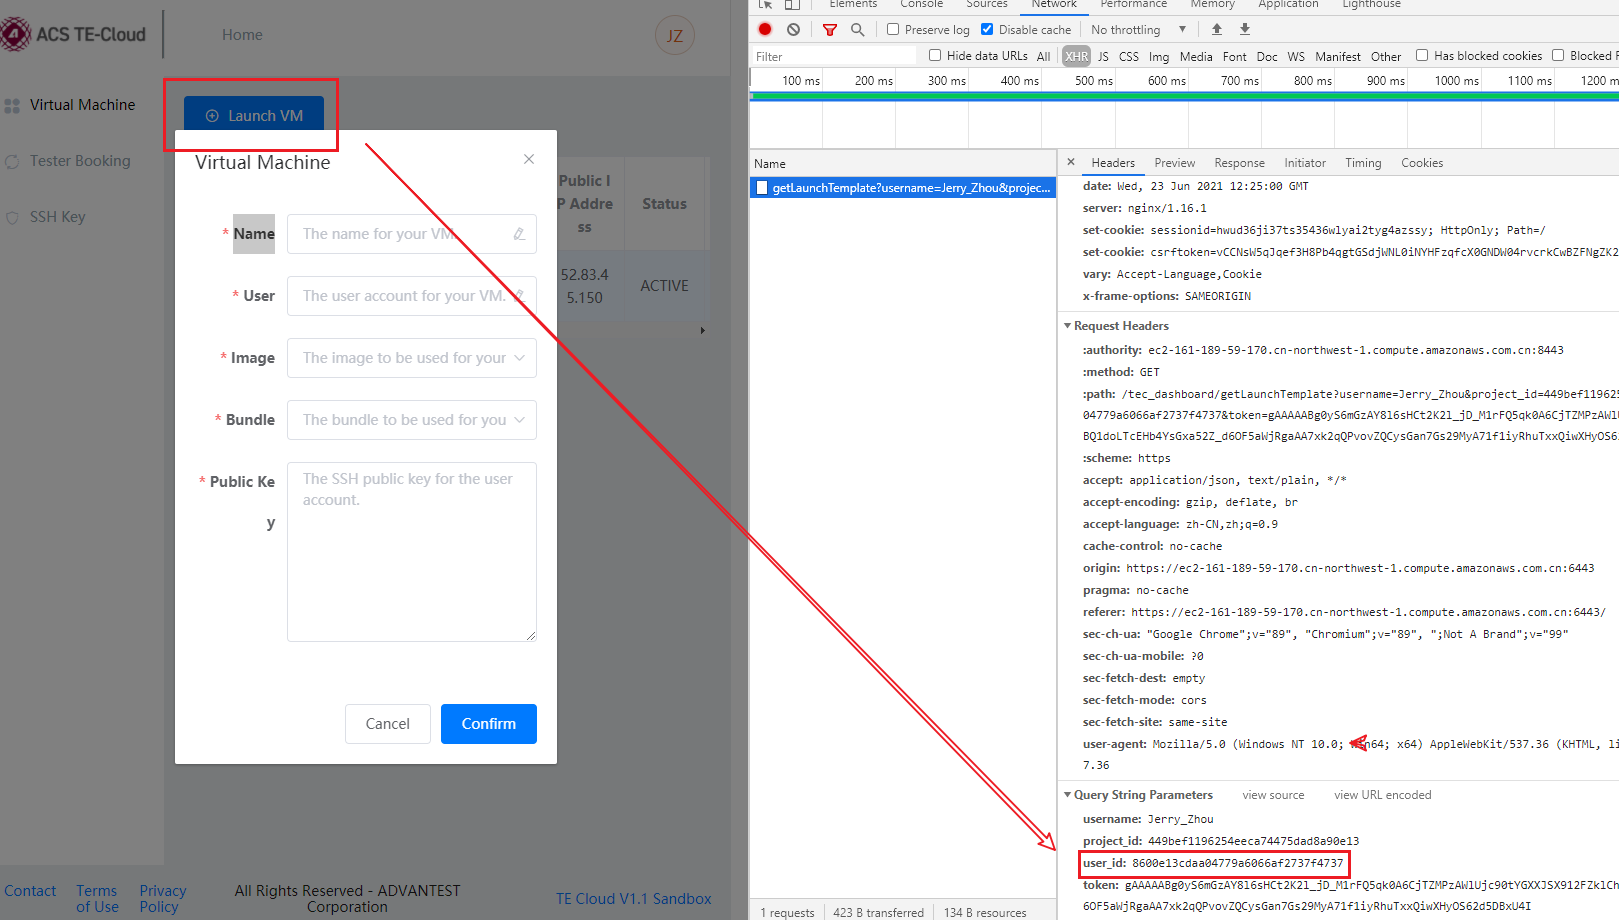 ACS TE-Cloud
Home
JZ
Virtual Machine
Tester Booking
SSH Key
Launch VM
Virtual Machine
* Name
The name for your VM.
* User
The user account for your VM.
* Image
The image to be used for your
* Bundle
The bundle to be used for you
* Public Ke
y
The SSH public key for the user
account.
Cancel
Confirm
Public I
P Addre
ss
Status
52.83.4
5.150
ACTIVE
Contact
Terms
of Use
Privacy
Policy
All Rights Reserved - ADVANTEST
Corporation
TE Cloud V1.1 Sandbox
Elements Console Sources Network Performance Memory Application Lighthouse
Preserve log Disable cache No throttling
Filter Hide data URLs All XHR JS CSS Img Media Font Doc WS Manifest Other Has blocked cookies Blocked
100 ms 200 ms 300 ms 400 ms 500 ms 600 ms 700 ms 800 ms 900 ms 1000 ms 1100 ms 1200
Name
getLaunchTemplate?username=Jerry_Zhou&projec...
Headers Preview Response Initiator Timing Cookies
date: Wed, 23 Jun 2021 12:25:00 GMT
server: nginx/1.16.1
set-cookie: sessionid=hwud36ji37ts35436wlyai2tyg4azssy; HttpOnly; Path=/
set-cookie: csrftoken=vCCNsW5qJqef3H8Pb4qgtGSdjWNL0iNYHFzqfcX0GNDW04rvcrkCwBZFNgZK2
vary: Accept-Language,Cookie
x-frame-options: SAMEORIGIN
Request Headers
:authority: ec2-161-189-59-170.cn-northwest-1.compute.amazonaws.com.cn:8443
:method: GET
:path: /tec_dashboard/getLaunchTemplate?username=Jerry_Zhou&project_id=449bef119625
04779a6066af2737f4737&token=gAAAAABg0yS6mGzAY8l6sHCt2K2l_jD_M1rFQ5qk0A6CjTZMPzAWlU
BQ1doLTcEHb4YsGxa52Z_d6OF5aWjRgaAA7xk2qQPvovZQCysGan7Gs29MyA71f1iyRhuTxxQiwXHyOS6
:scheme: https
accept: application/json, text/plain, */*
accept-encoding: gzip, deflate, br
accept-language: zh-CN,zh;q=0.9
cache-control: no-cache
origin: https://ec2-161-189-59-170.cn-northwest-1.compute.amazonaws.com.cn:6443
pragma: no-cache
referer: https://ec2-161-189-59-170.cn-northwest-1.compute.amazonaws.com.cn:6443/
sec-ch-ua: "Google Chrome";v="89", "Chromium";v="89", ";Not A Brand";v="99"
sec-ch-ua-mobile: ?0
sec-fetch-dest: empty
sec-fetch-mode: cors
sec-fetch-site: same-site
user-agent: Mozilla/5.0 (Windows NT 10.0; Win64; x64) AppleWebKit/537.36 (KHTML, li
7.36
Query String Parameters view source view URL encoded
username: Jerry_Zhou
project_id: 449bef1196254eeca74475dad8a90e13
user_id: 8600e13cdaa04779a6066af2737f4737
token: gAAAAABg0yS6mGzAY8l6sHCt2K2l_jD_M1rFQ5qk0A6CjTZMPzAWlUjc90tYGXXJSX912FZklCh
6OF5aWjRgaAA7xk2qQPvovZQCysGan7Gs29MyA71f1iyRhuTxxQiwXHyOS62d5DBxU4I
1 requests 423 B transferred 134 B resources